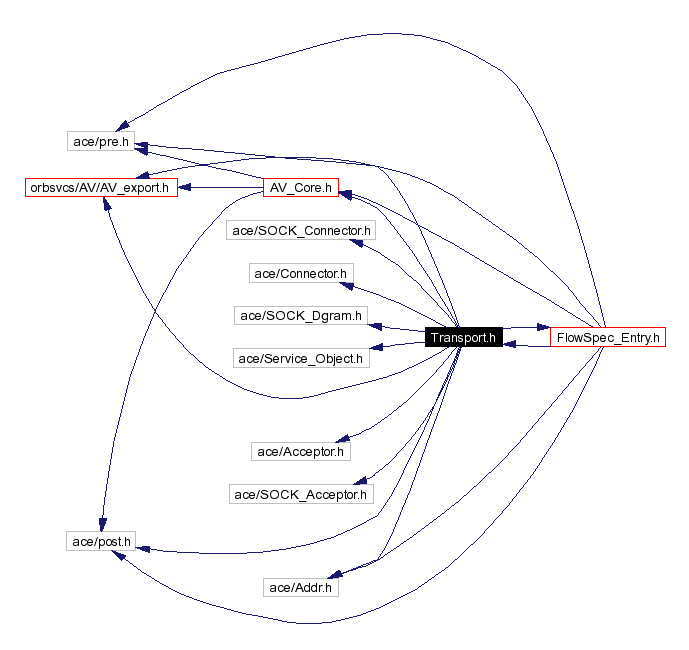 ace/pre.h
orbsvcs/AV/AV_export.h
AV_Core.h
ace/SOCK_Connector.h
ace/Connector.h
ace/SOCK_Dgram.h
Transport.h
FlowSpec_Entry.h
ace/Service_Object.h
ace/Acceptor.h
ace/SOCK_Acceptor.h
ace/post.h
ace/Addr.h